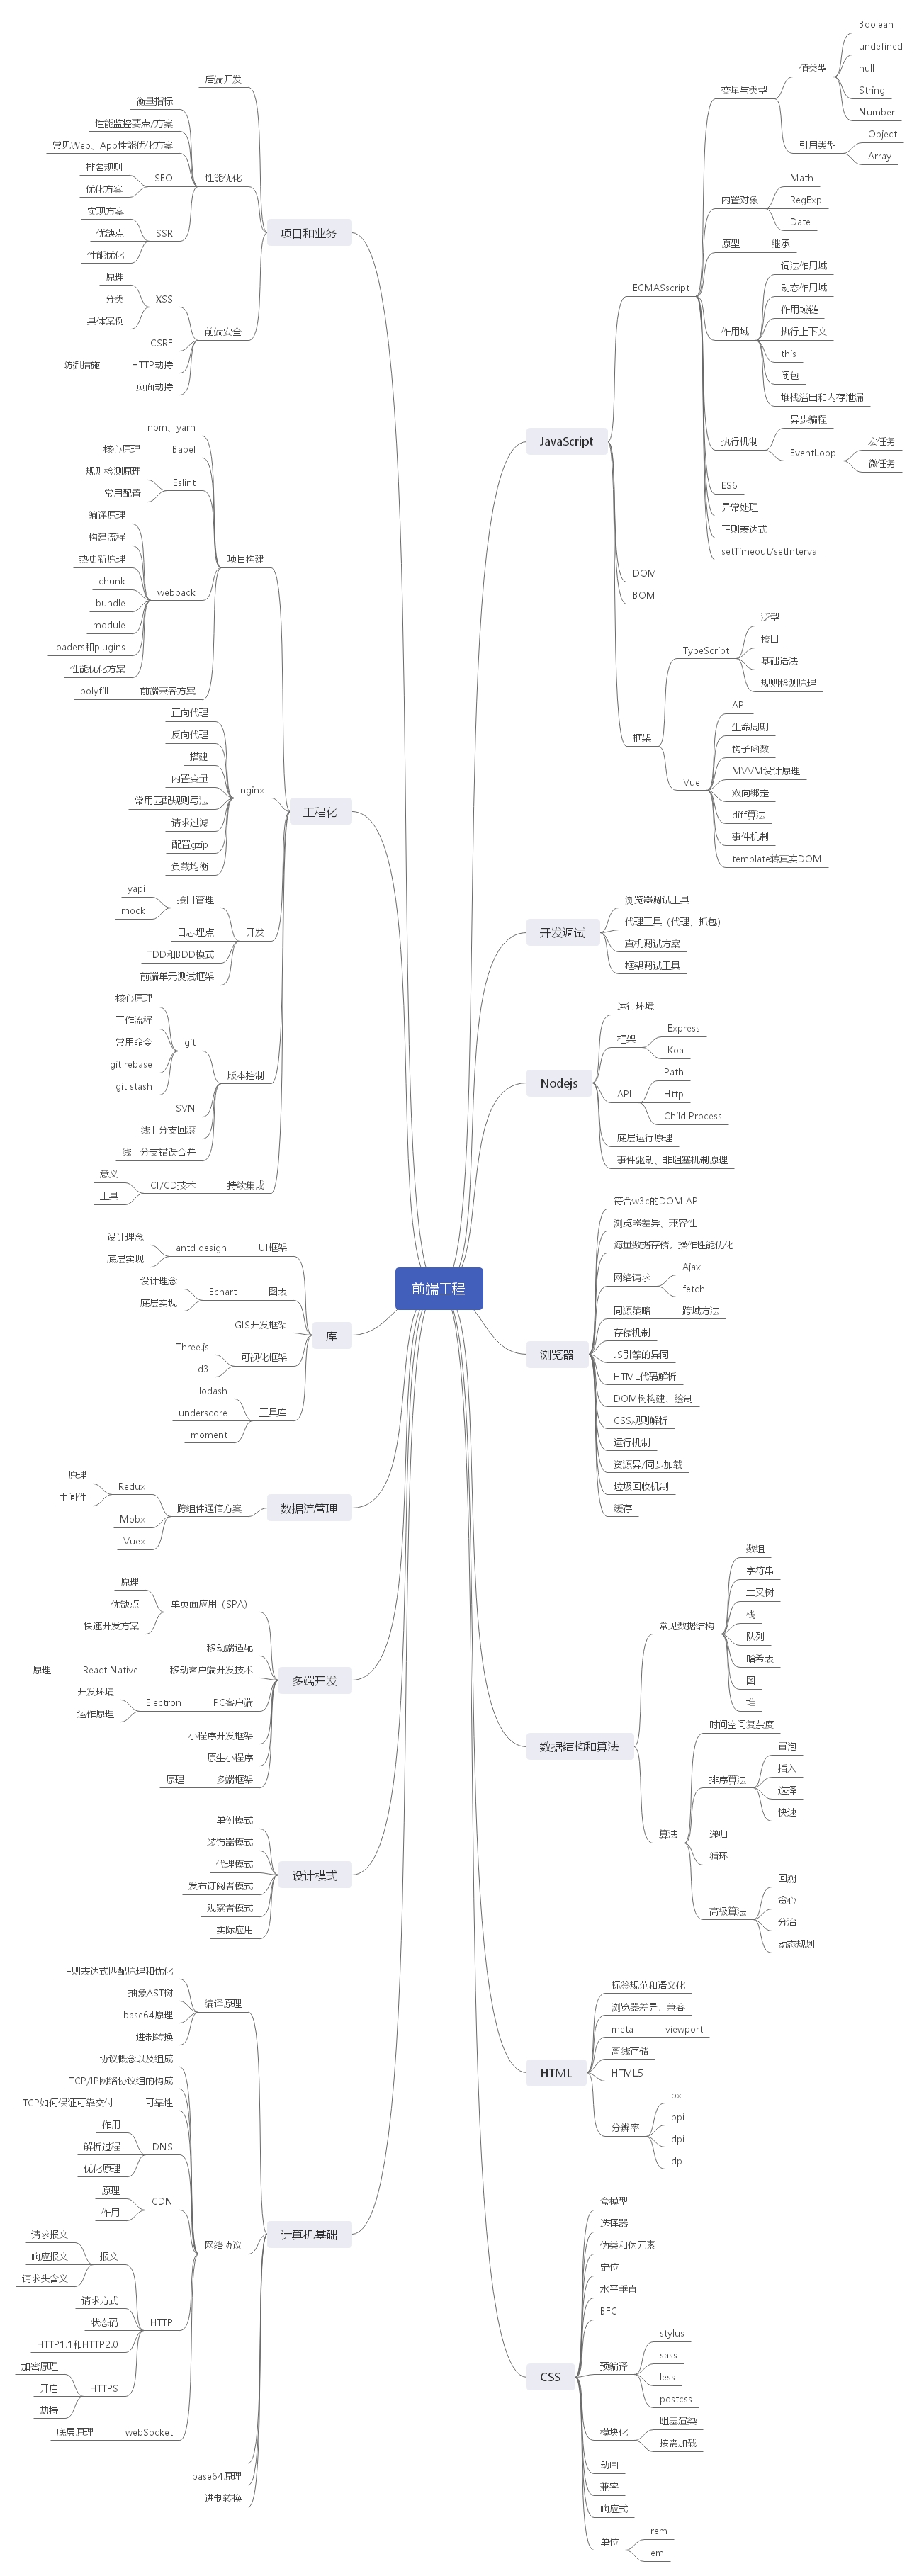 前端工程
JavaScript
ECMASscript
变量与类型
值类型
Boolean
undefined
null
String
Number
引用类型
Object
Array
内置对象
Math
RegExp
Date
原型
继承
作用域
词法作用域
动态作用域
作用域链
执行上下文
this
闭包
堆栈溢出和内存泄漏
执行机制
异步编程
EventLoop
宏任务
微任务
ES6
异常处理
正则表达式
setTimeout/setInterval
DOM
BOM
框架
TypeScript
泛型
接口
基础语法
规则检测原理
Vue
API
生命周期
钩子函数
MVVM设计原理
双向绑定
diff算法
事件机制
template转真实DOM
开发调试
浏览器调试工具
代理工具（代理、抓包）
真机调试方案
框架调试工具
Nodejs
运行环境
框架
Express
Koa
API
Path
Http
Child Process
底层运行原理
事件驱动、非阻塞机制原理
浏览器
符合w3c的DOM API
浏览器差异、兼容性
海量数据存储，操作性能优化
网络请求
Ajax
fetch
同源策略
跨域方法
存储机制
JS引擎的异同
HTML代码解析
DOM树构建、绘制
CSS规则解析
运行机制
资源异/同步加载
垃圾回收机制
缓存
数据结构和算法
常见数据结构
数组
字符串
二叉树
栈
队列
哈希表
图
堆
算法
时间空间复杂度
排序算法
冒泡
插入
选择
快速
递归
循环
高级算法
回溯
贪心
分治
动态规划
HTML
标签规范和语义化
浏览器差异，兼容
meta
viewport
离线存储
HTML5
分辨率
px
ppi
dpi
dp
CSS
盒模型
选择器
伪类和伪元素
定位
水平垂直
BFC
预编译
stylus
sass
less
postcss
模块化
阻塞渲染
按需加载
动画
兼容
响应式
单位
rem
em
项目和业务
后端开发
性能优化
衡量指标
性能监控要点/方案
常见Web、App性能优化方案
SEO
排名规则
优化方案
SSR
实现方案
优缺点
性能优化
前端安全
XSS
原理
分类
具体案例
CSRF
HTTP劫持
防御措施
页面劫持
工程化
项目构建
npm、yarn
Babel
核心原理
Eslint
规则检测原理
常用配置
webpack
编译原理
构建流程
热更新原理
chunk
bundle
module
loaders和plugins
性能优化方案
前端兼容方案
polyfill
nginx
正向代理
反向代理
搭建
内置变量
常用匹配规则写法
请求过滤
配置gzip
负载均衡
开发
接口管理
yapi
mock
日志埋点
TDD和BDD模式
前端单元测试框架
版本控制
git
核心原理
工作流程
常用命令
git rebase
git stash
SVN
线上分支回滚
线上分支错误合并
持续集成
CI/CD技术
意义
工具
库
UI框架
antd design
设计理念
底层实现
图表
Echart
设计理念
底层实现
GIS开发框架
可视化框架
Three.js
d3
工具库
lodash
underscore
moment
数据流管理
跨组件通信方案
Redux
原理
中间件
Mobx
Vuex
多端开发
单页面应用（SPA）
原理
优缺点
快速开发方案
移动端适配
移动客户端开发技术
React Native
原理
PC客户端
Electron
开发环境
运作原理
小程序开发框架
原生小程序
多端框架
原理
设计模式
单例模式
装饰器模式
代理模式
发布订阅者模式
观察者模式
实际应用
计算机基础
编译原理
正则表达式匹配原理和优化
抽象AST树
base64原理
进制转换
网络协议
协议概念以及组成
TCP/IP网络协议组的构成
可靠性
TCP如何保证可靠交付
DNS
作用
解析过程
优化原理
CDN
原理
作用
HTTP
报文
请求报文
响应报文
请求头含义
请求方式
状态码
HTTP1.1和HTTP2.0
HTTPS
加密原理
开启
劫持
webSocket
底层原理
base64原理
进制转换